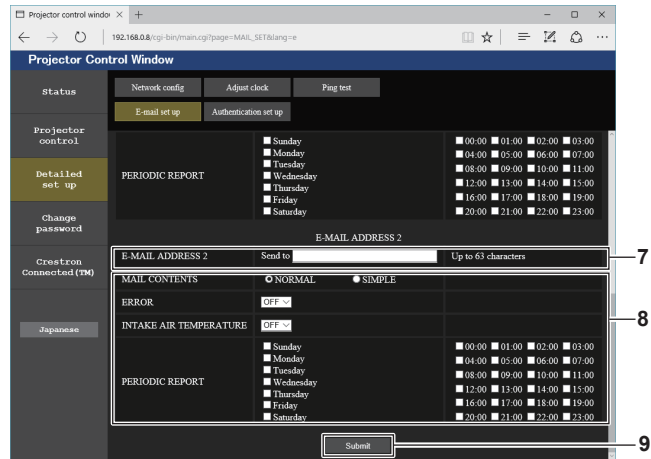 Projector control windov
192.168.0.8/cgi-bin/main.cgi?page=MAIL_SET&lang=e
Projector Control Window
Status
Projector
control
Detailed
set up
Change
password
Crestron
Connected(TM)
Japanese
Network config Adjust clock Ping test
E-mail set up Authentication set up
PERIODIC REPORT
Sunday
Monday
Tuesday
Wednesday
Thursday
Friday
Saturday
00:00 01:00 02:00 03:00
04:00 05:00 06:00 07:00
08:00 09:00 10:00 11:00
12:00 13:00 14:00 15:00
16:00 17:00 18:00 19:00
20:00 21:00 22:00 23:00
E-MAIL ADDRESS 2
E-MAIL ADDRESS 2 Send to Up to 63 characters
7
MAIL CONTENTS NORMAL SIMPLE
ERROR OFF
INTAKE AIR TEMPERATURE OFF
8
PERIODIC REPORT
Sunday
Monday
Tuesday
Wednesday
Thursday
Friday
Saturday
00:00 01:00 02:00 03:00
04:00 05:00 06:00 07:00
08:00 09:00 10:00 11:00
12:00 13:00 14:00 15:00
16:00 17:00 18:00 19:00
20:00 21:00 22:00 23:00
Submit
9